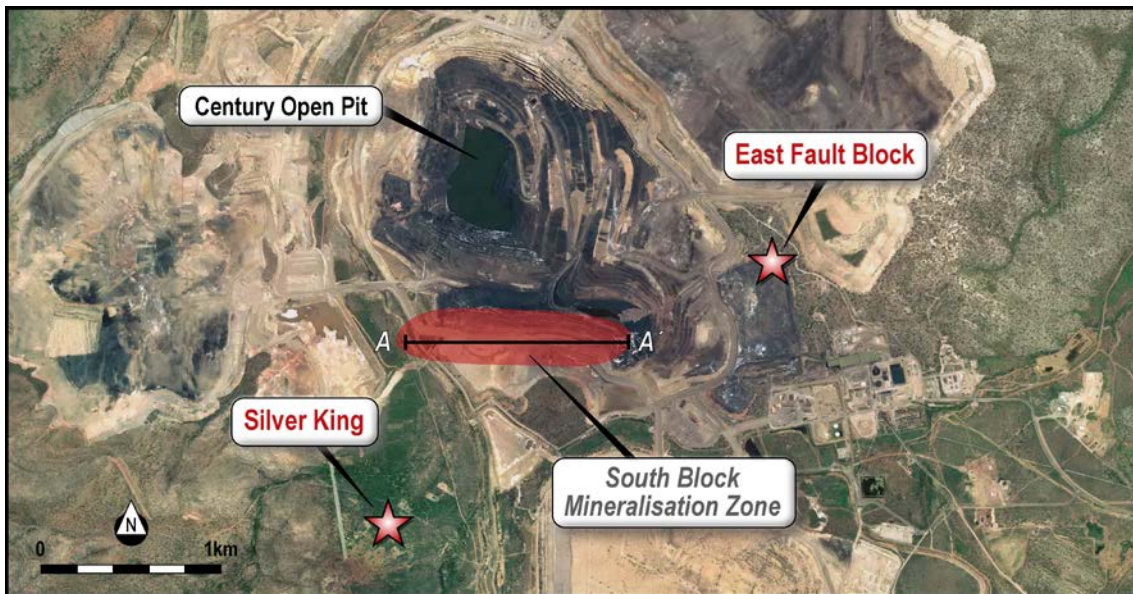 Century Open Pit
East Fault Block
A A´
Silver King
South Block
Mineralisation Zone
N
0 1km